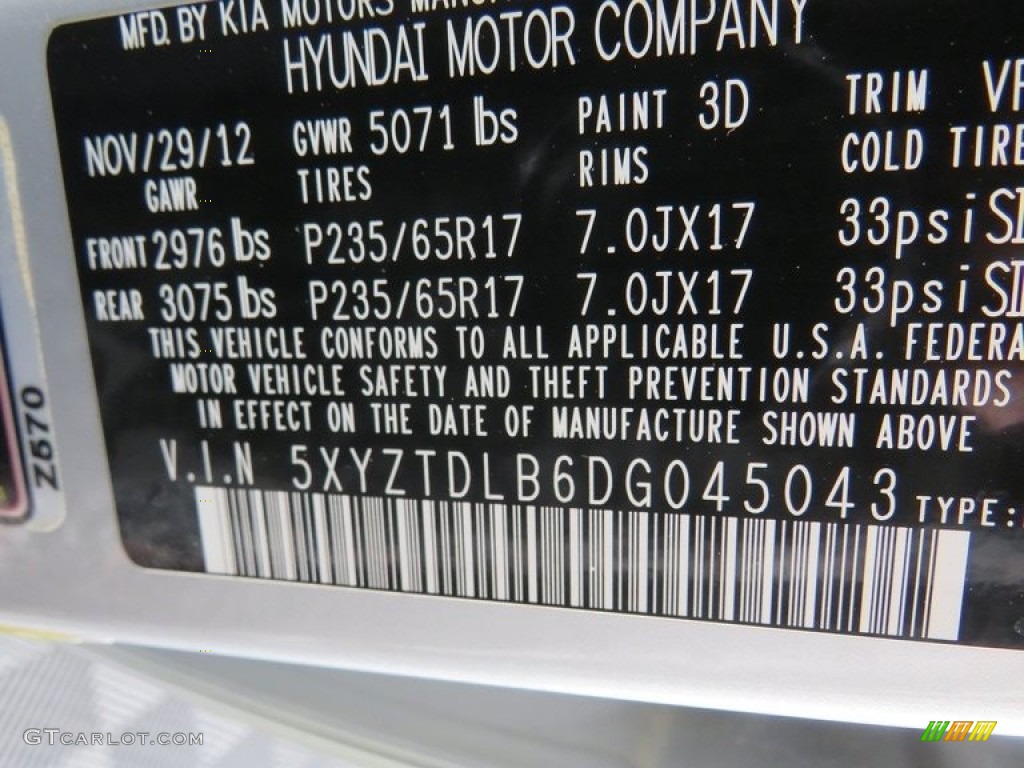 MFD. BY KIA MOTORS
HYUNDAI MOTOR COMPANY
NOV/29/12 GVWR 5071 lbs PAINT 3D TRIM
GAWR TIRES RIMS COLD TIRE
FRONT 2976 lbs P235/65R17 7.0JX17 33psi
REAR 3075 lbs P235/65R17 7.0JX17 33psi
THIS VEHICLE CONFORMS TO ALL APPLICABLE U.S.A. FEDERA
MOTOR VEHICLE SAFETY AND THEFT PREVENTION STANDARDS
IN EFFECT ON THE DATE OF MANUFACTURE SHOWN ABOVE
V.I.N 5XYZTDLB6DG045043 TYPE:
Z670
GTCARLOT.COM